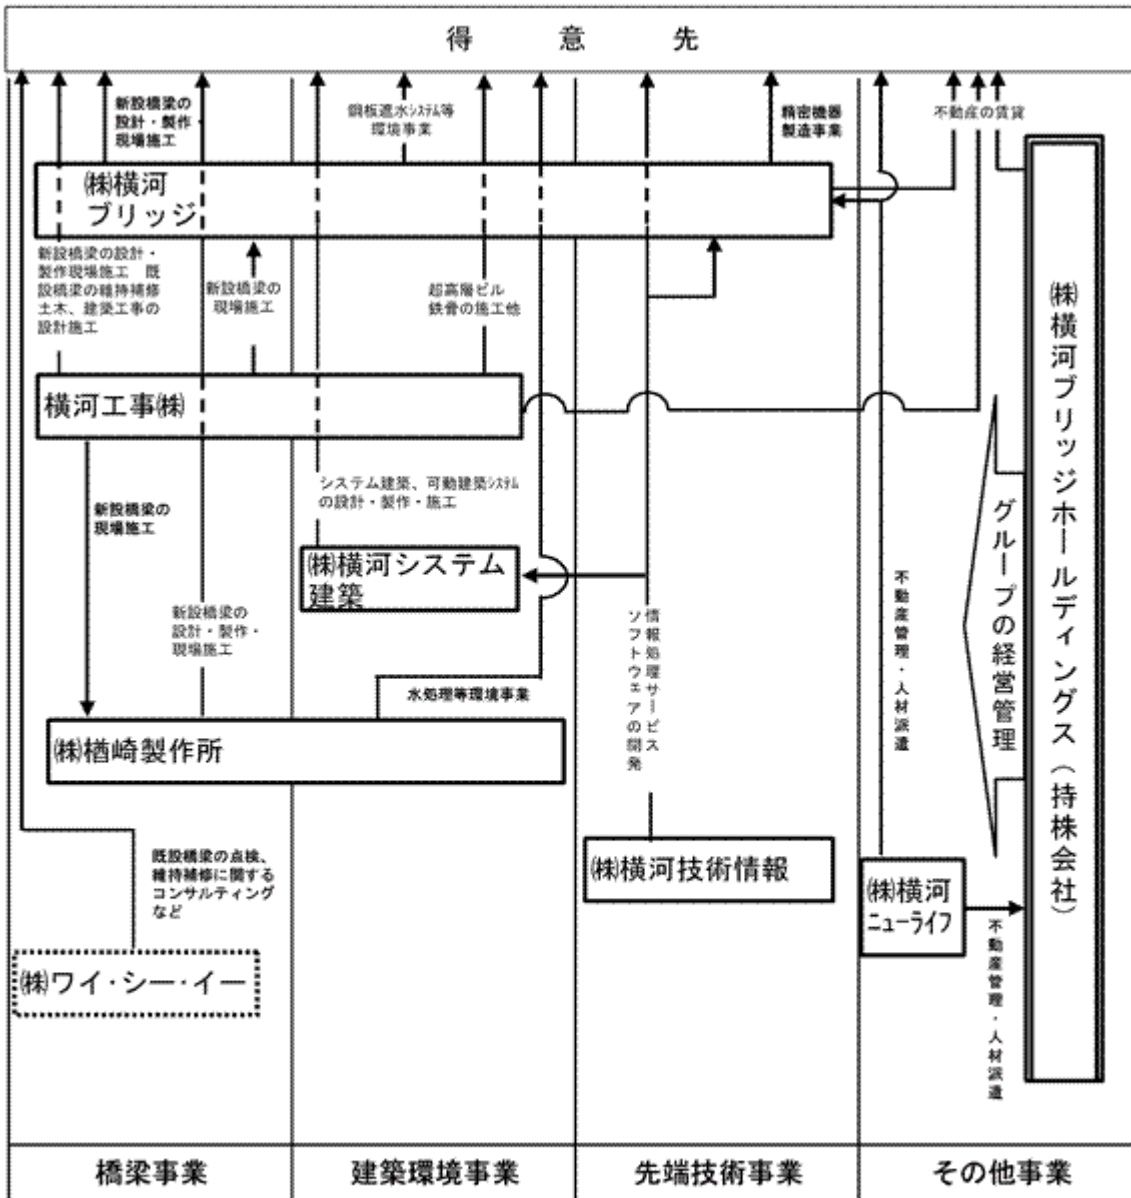 得意先
新設橋梁の
設計・製作・
現場施工
鋼板遮水システム等
環境事業
精密機器
製造事業
不動産の賃貸
㈱横河
ブリッジ
新設橋梁の設計・
製作現場施工 既
設橋梁の維持補修
土木、建築工事の
設計施工
新設橋梁の
現場施工
超高層ビル
鉄骨の施工他
横河工事㈱
新設橋梁の
現場施工
システム建築、可動建築システム
の設計・製作・施工
㈱横河システム
建築
新設橋梁の
設計・製作・
現場施工
水処理等環境事業
㈱楢崎製作所
情報処理サービス
ソフトウェアの開発
不動産管理・人材派遣
グループの経営管理
㈱横河ブリッジホールディングス(持株会社)
既設橋梁の点検、
維持補修に関する
コンサルティング
など
㈱横河技術情報
㈱横河
ニューライフ
不動産管理・人材派遣
㈱ワイ・シー・イー
橋梁事業
建築環境事業
先端技術事業
その他事業